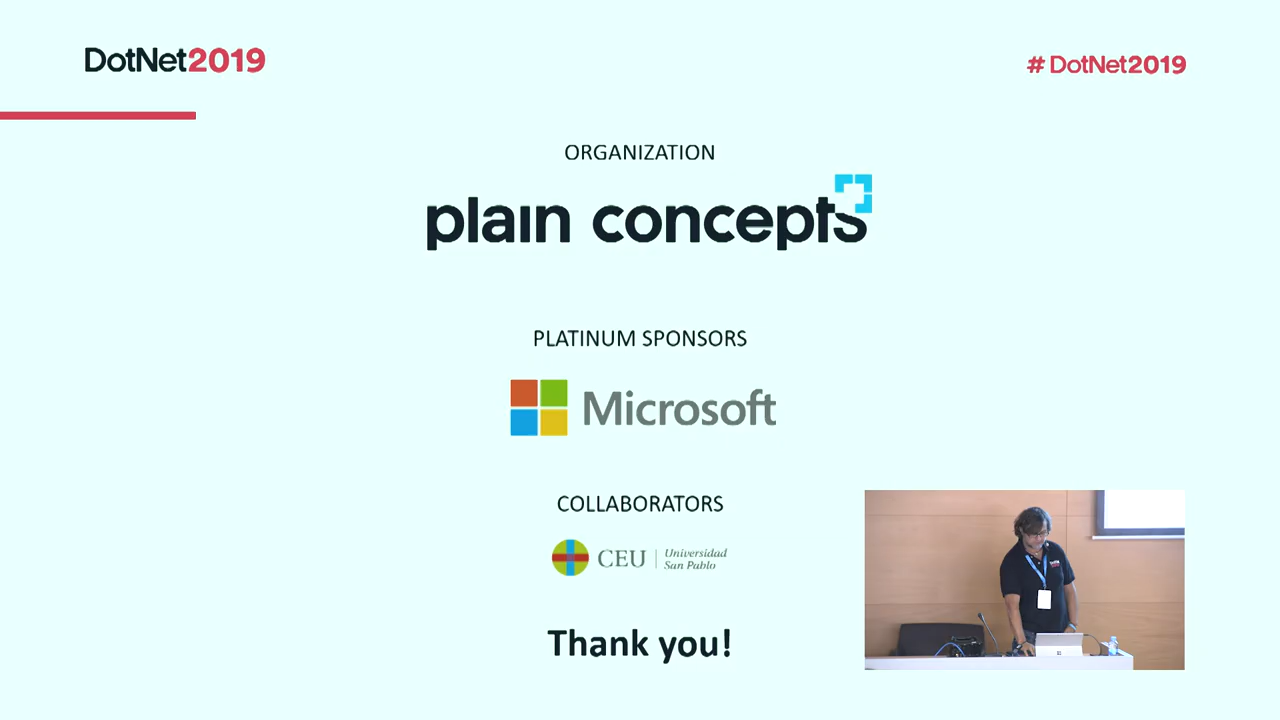 DotNet2019
# DotNet2019
ORGANIZATION
plain concepts
PLATINUM SPONSORS
Microsoft
COLLABORATORS
CEU
Universidad
San Pablo
Thank you!